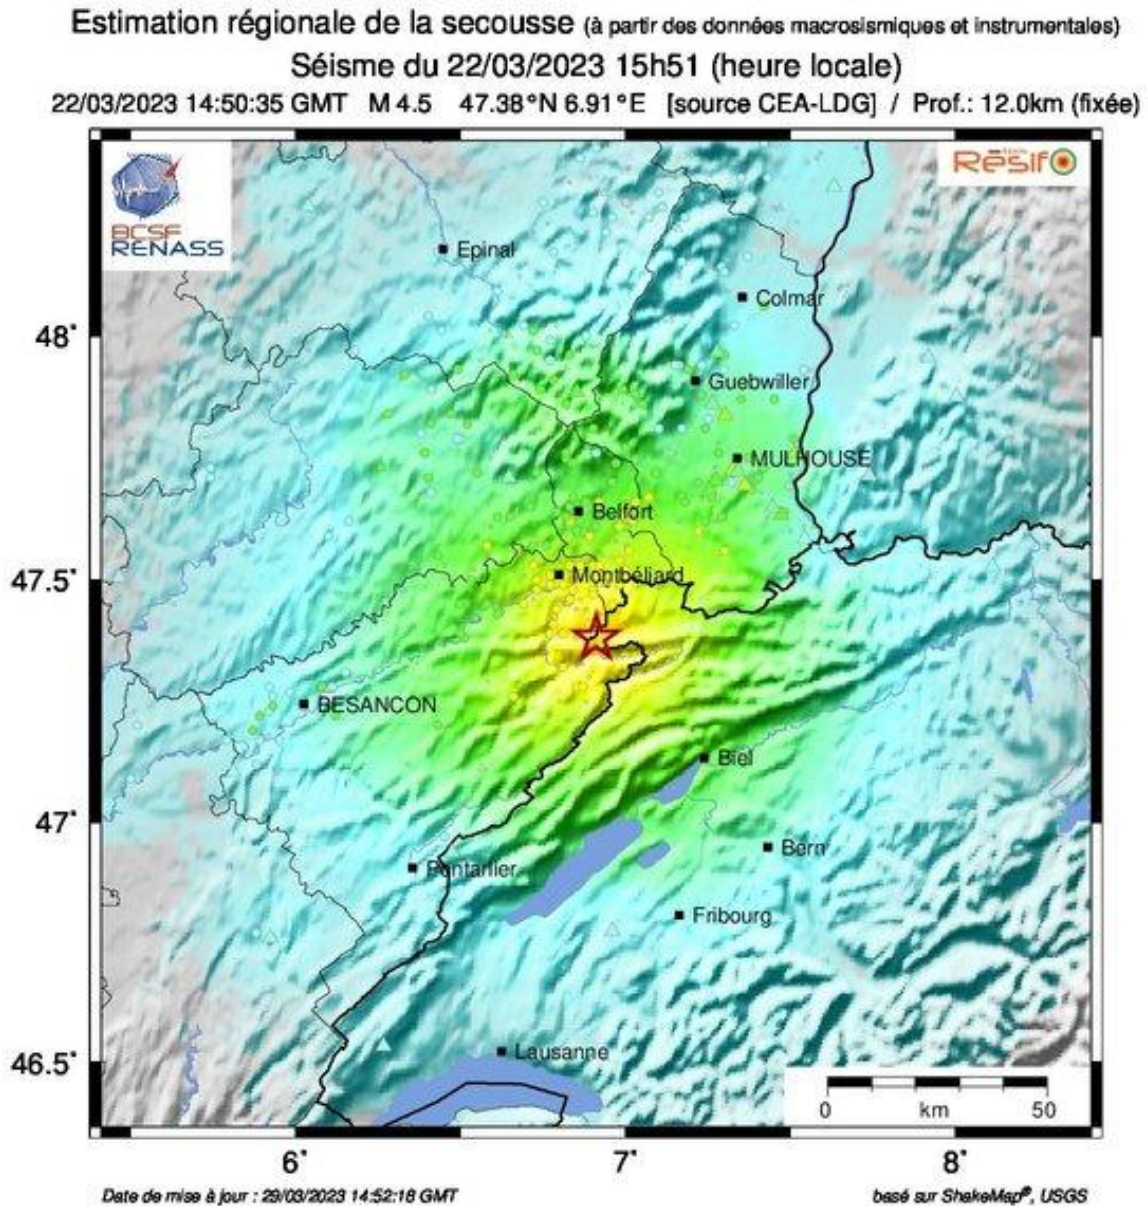 Estimation régionale de la secousse (à partir des données macrosismiques et instrumentales)
Séisme du 22/03/2023 15h51 (heure locale)
22/03/2023 14:50:35 GMT M 4.5 47.38°N 6.91°E [source CEA-LDG] / Prof.: 12.0km (fixée)
BCSF
RENASS
Résif
Epinal
Colmar
48°
Guebwiller
MULHOUSE
Belfort
47.5°
Montbéliard
BESANCON
Biel
47°
Bern
Pontarlier
Fribourg
46.5°
Lausanne
0 km 50
6° 7° 8°
Date de mise à jour : 29/03/2023 14:52:18 GMT
basé sur ShakeMap®, USGS